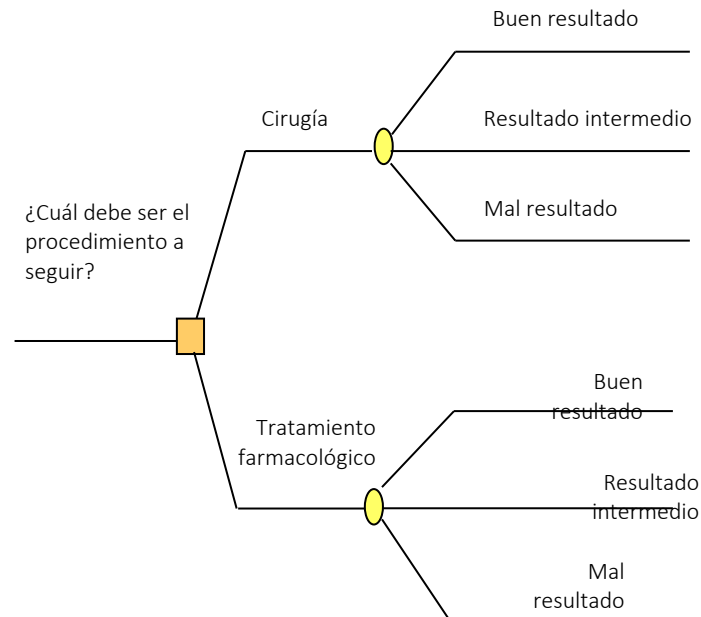 Buen resultado
Cirugía
Resultado intermedio
Mal resultado
¿Cuál debe ser el
procedimiento a
seguir?
Buen
resultado
Tratamiento
farmacológico
Resultado
intermedio
Mal
resultado